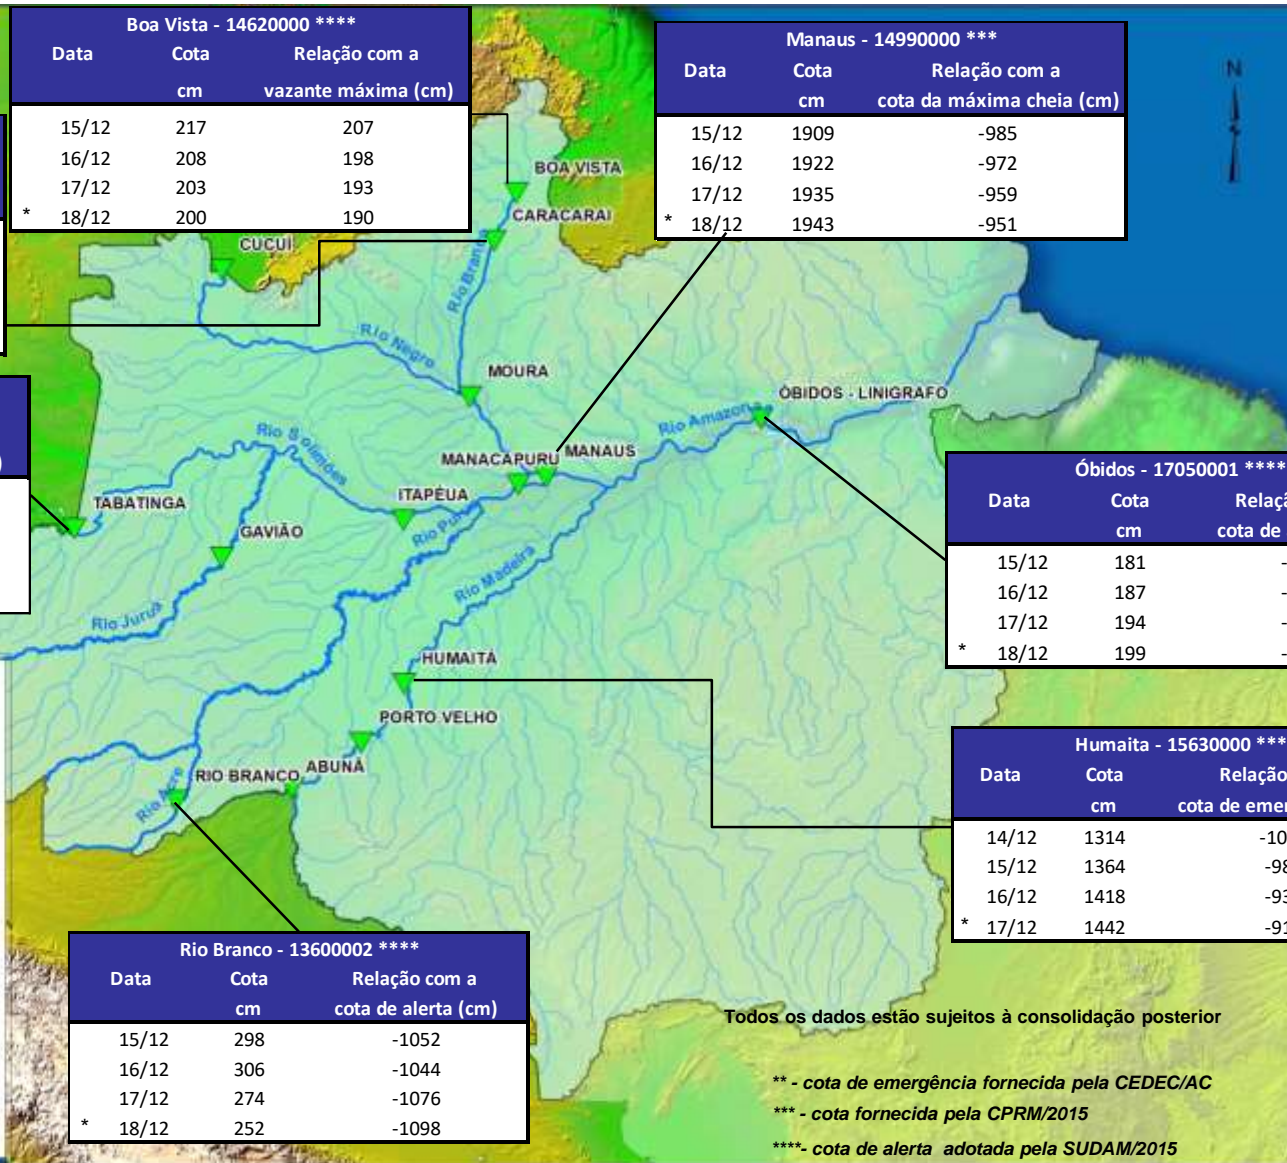 Boa Vista - 14620000 ****
Data Cota Relação com a
cm vazante máxima (cm)
15/12 217 207
16/12 208 198
17/12 203 193
* 18/12 200 190
Manaus - 14990000 ***
Data Cota Relação com a
cm cota da máxima cheia (cm)
15/12 1909 -985
16/12 1922 -972
17/12 1935 -959
* 18/12 1943 -951
N
BOA VISTA
CARACARAI
CUCUI
Rio Branco
Rio Negro
MOURA
ÓBIDOS - LINIGRAFO
Rio Amazonas
Rio Solimões
MANACAPURU MANAUS
)
TABATINGA
ITAPÉUA
Rio Purus
GAVIÃO
Rio Madeira
Rio Juruá
Óbidos - 17050001 ****
Data Cota
cm cota de
15/12 181 -
16/12 187 -
17/12 194 -
* 18/12 199 -
HUMAITÁ
PORTO VELHO
ABUNÃ
RIO BRANCO
Rio Acre
Humaita - 15630000 ***
Data Cota Relação
cm
14/12 1314
15/12 1364
16/12 1418
* 17/12 1442
Rio Branco - 13600002 ****
Data Cota Relação com a
cm cota de alerta (cm)
15/12 298 -1052
16/12 306 -1044
17/12 274 -1076
* 18/12 252 -1098
Todos os dados estão sujeitos à consolidação posterior
** - cota de emergência fornecida pela CEDEC/AC
*** - cota fornecida pela CPRM/2015
****- cota de alerta adotada pela SUDAM/2015